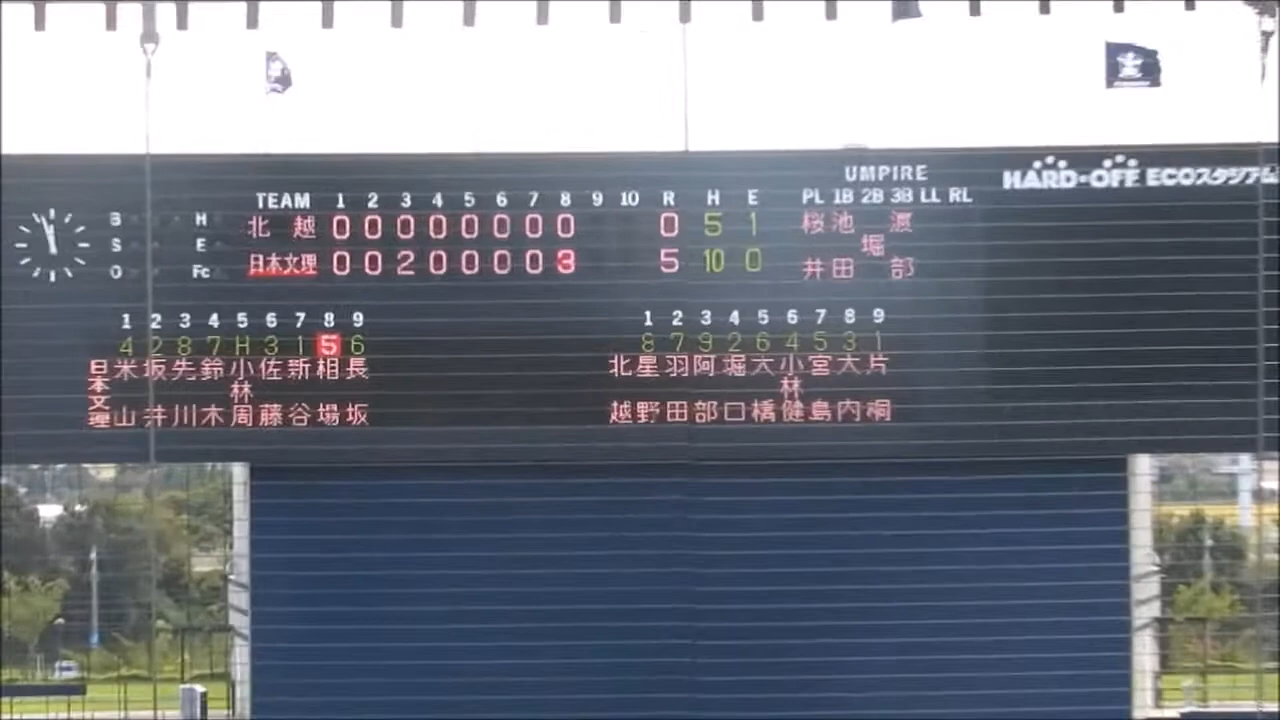 UMPIRE
HARD・OFF ECOスタジアム
TEAM 1 2 3 4 5 6 7 8 9 10 R H E PL 1B 2B 3B LL RL
B H 北越 0 0 0 0 0 0 0 0 0 5 1 桜井 池田 堀 渡部
S E
O Fc 日本文理 0 0 2 0 0 0 0 3 5 10 0
1 2 3 4 5 6 7 8 9
4 2 8 7 H 3 1 5 6
日本文理 米山 坂井 先川 鈴木 小林周 佐藤 新谷 相場 長坂
1 2 3 4 5 6 7 8 9
8 7 9 2 6 4 5 3 1
北越 星野 羽田 阿部 堀口 大橋 小林健 宮島 大内 片桐